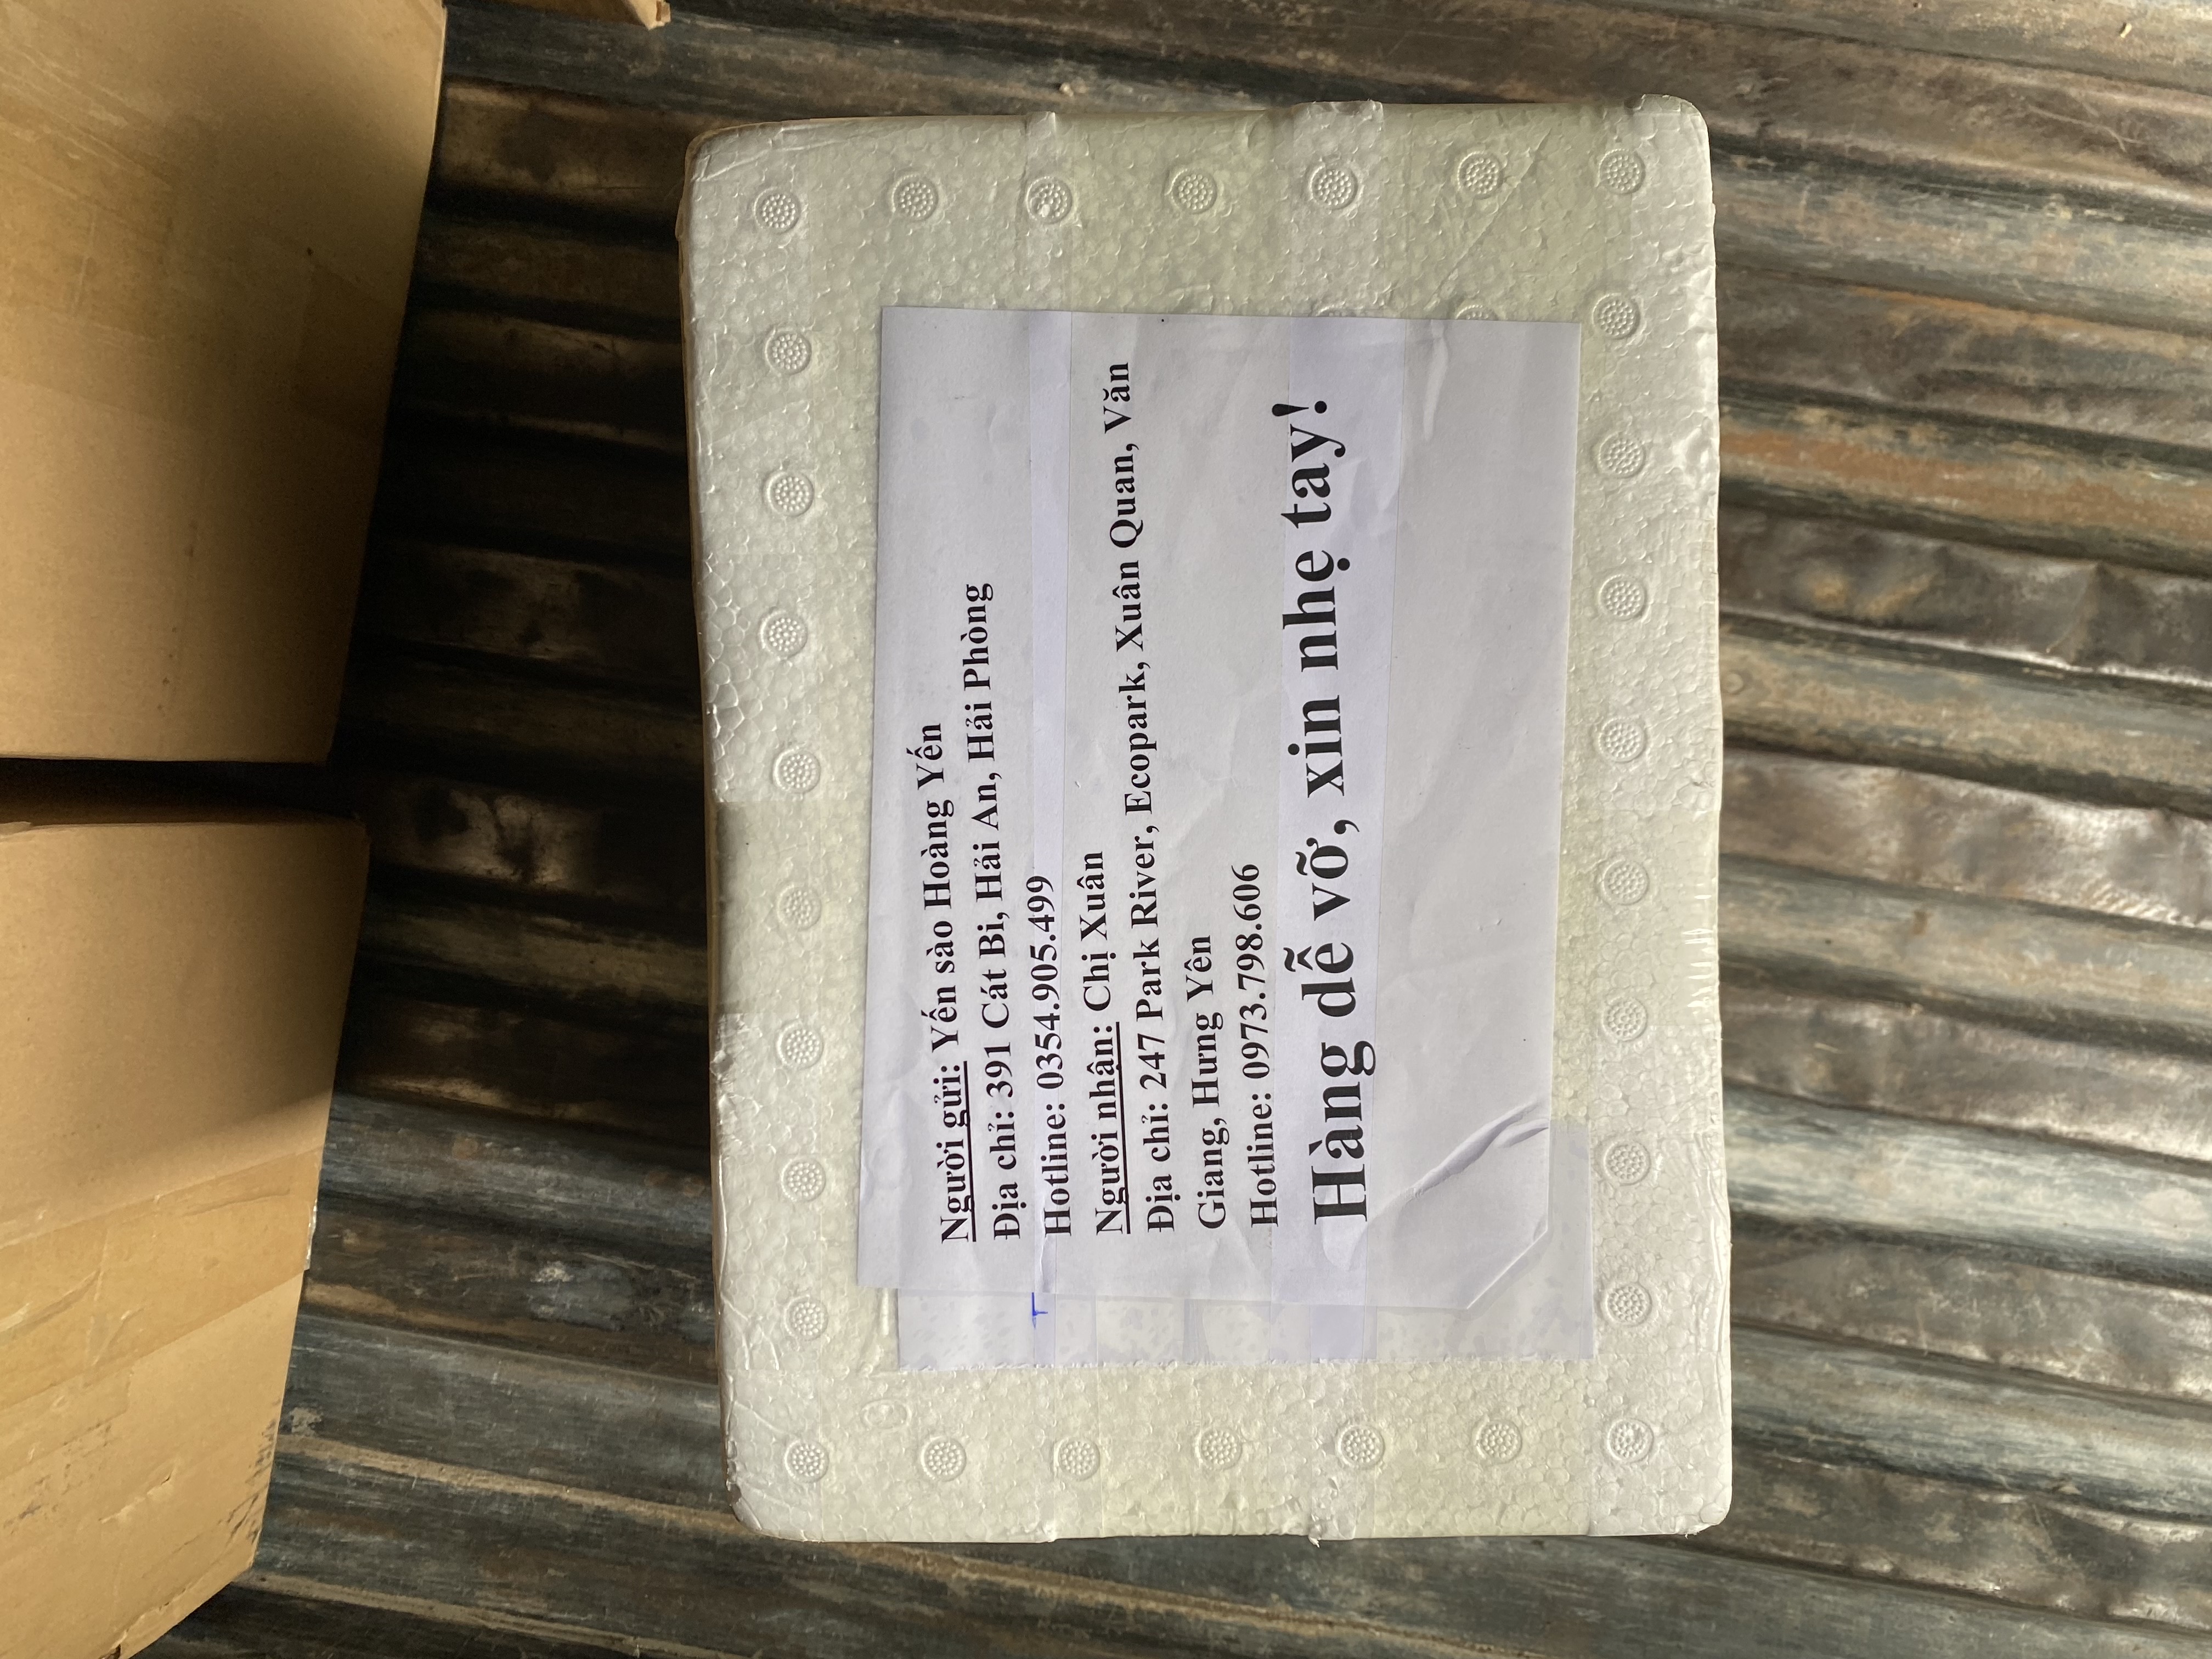 Người gửi: Yến sào Hoàng Yến
Địa chỉ: 391 Cát Bi, Hải An, Hải Phòng
Hotline: 0354.905.499
Người nhận: Chị Xuân
Địa chỉ: 247 Park River, Ecopark, Xuân Quan, Văn
Giang, Hưng Yên
Hotline: 0973.798.606
Hàng dễ vỡ, xin nhẹ tay!